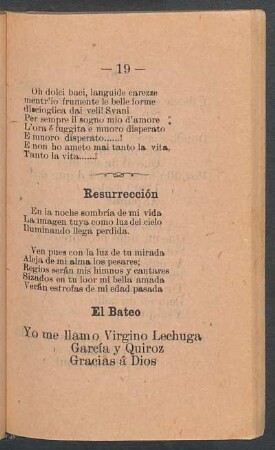 — 19 —
Oh dolci baci, languide carezze
mentr'io frumente le belle forme
discioglica dai veli! Svani
Per sempre il sogno mio d'amore
L'ora é fuggita e muoro disperato
E muoro disperato......!
E non ho ameto mai tanto la vita,
Tanto la vita......!
Resurrección
En la noche sombría de mi vida
La imagen tuya como luz del cielo
Iluminando llega perdida.
Ven pues con la luz de tu mirada
Aleja de mi alma los pesares;
Regios serán mis himnos y cantares
Sizados en tu loor mi bella amada
Verán estrofas de mi edad pasada
El Bateo
Yo me llamo Virgino Lechuga
García y Quiroz
Gracias á Dios